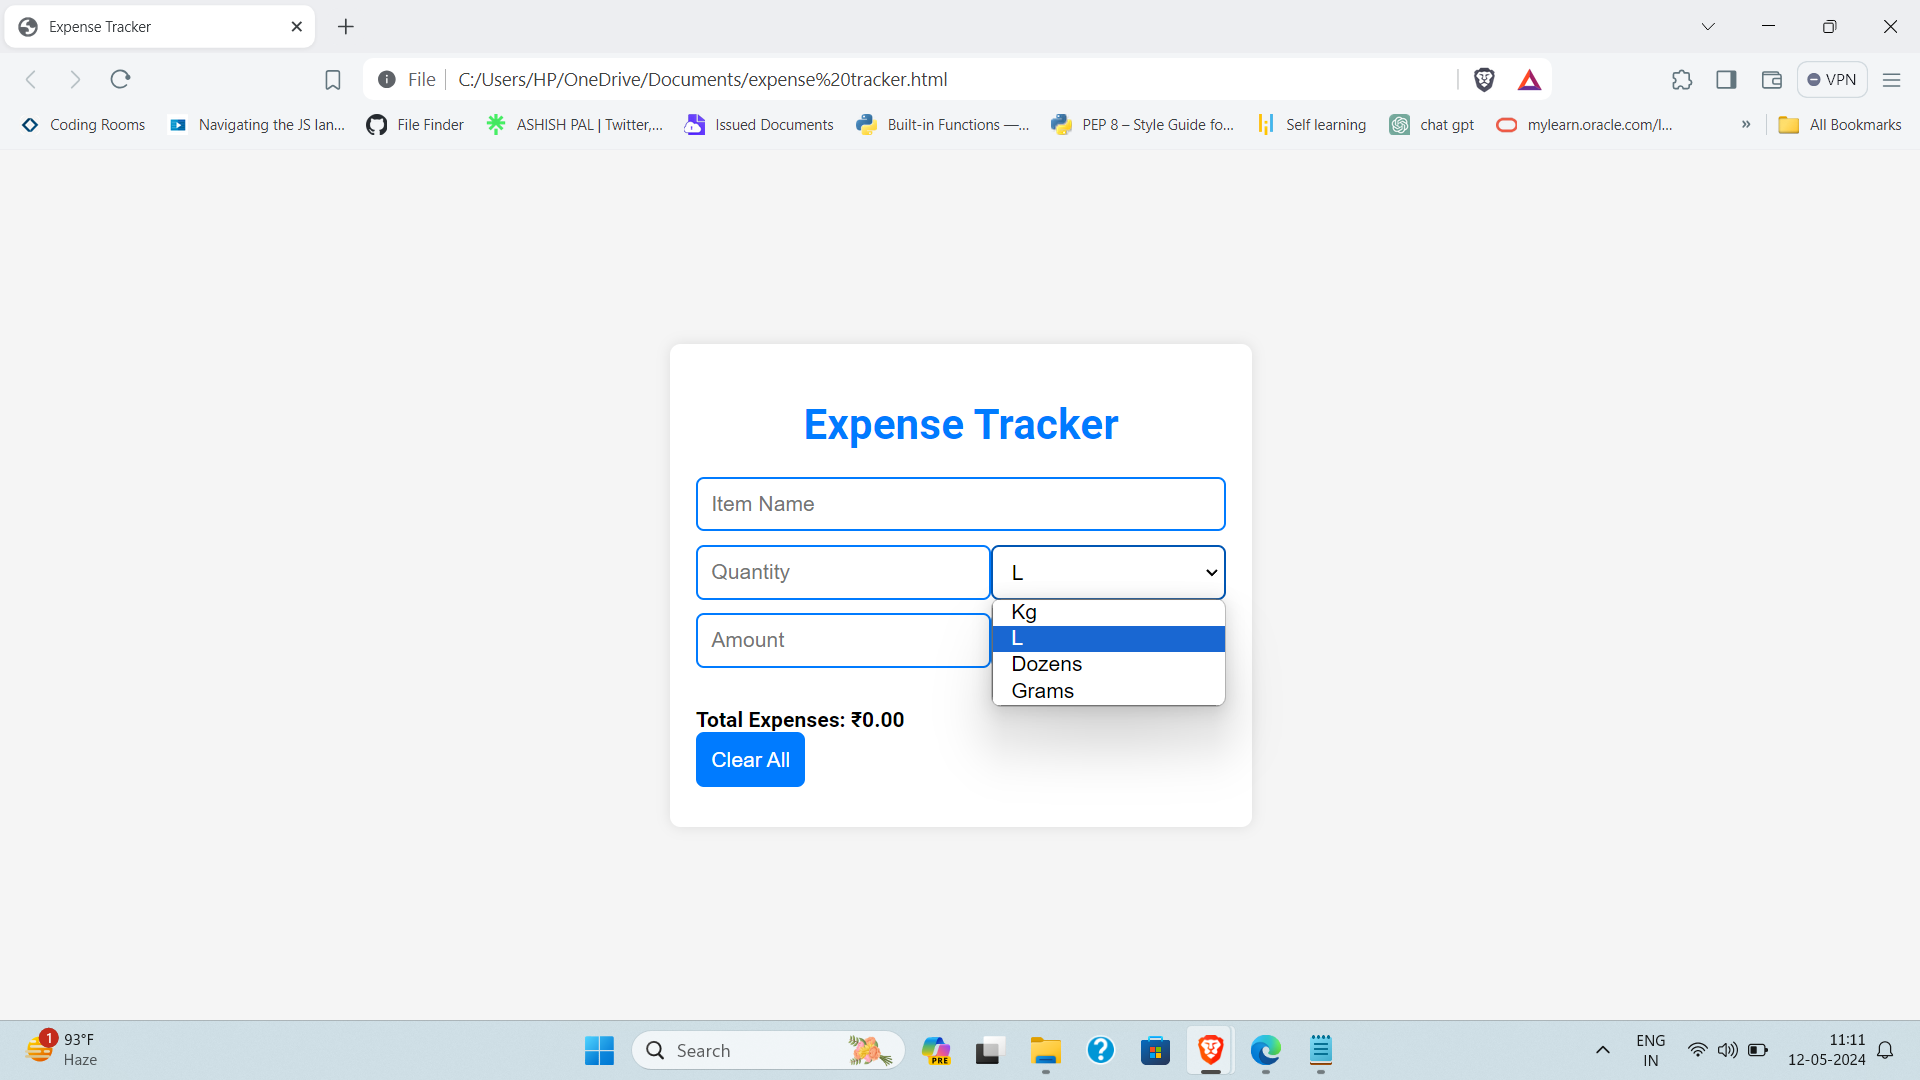 Expense Tracker
File C:/Users/HP/OneDrive/Documents/expense%20tracker.html
VPN
Coding Rooms Navigating the JS lan... File Finder ASHISH PAL | Twitter,... Issued Documents Built-in Functions —... PEP 8 – Style Guide fo... Self learning chat gpt mylearn.oracle.com/l... » All Bookmarks
Expense Tracker
Item Name
Quantity L
Kg
L
Amount
Dozens
Grams
Total Expenses: ₹0.00
Clear All
1
93°F
Haze
Search
PRE
ENG
IN
11:11
12-05-2024